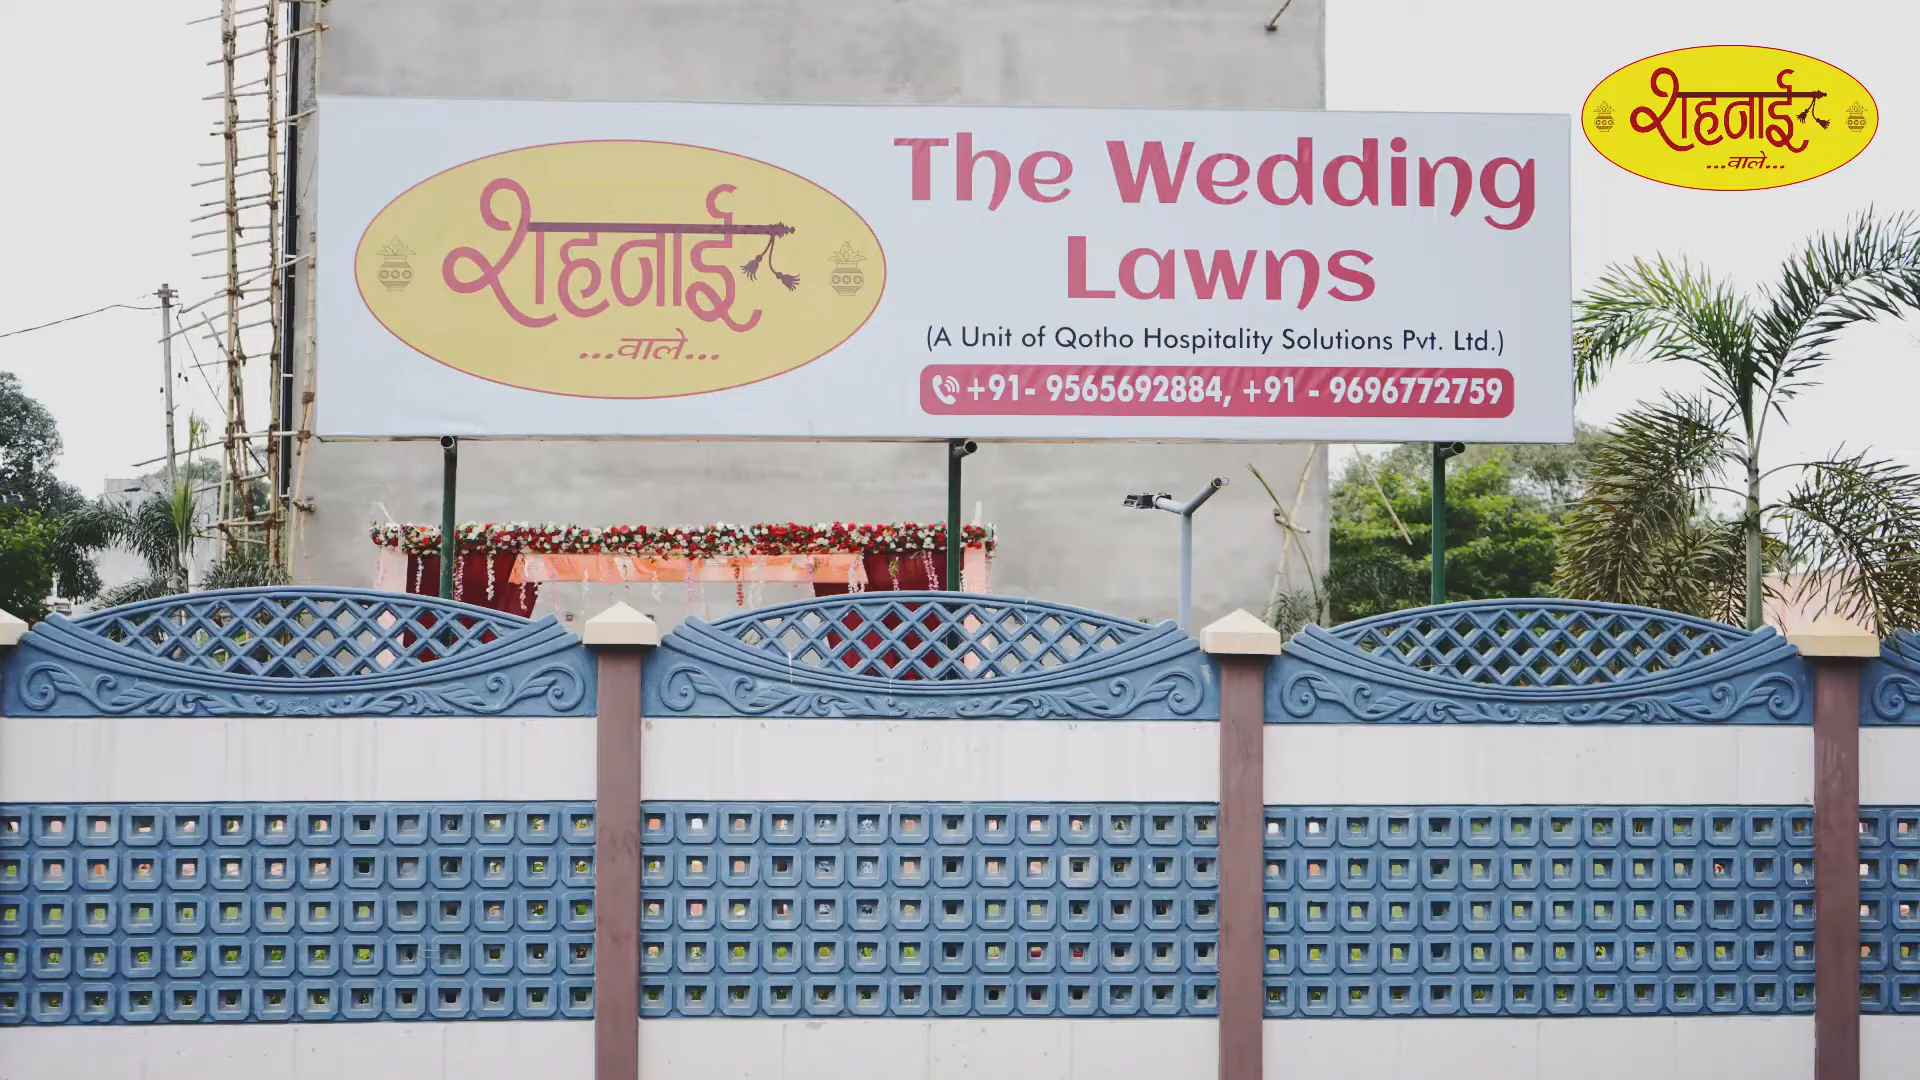 शहनाई
...वाले...
The Wedding
Lawns
(A Unit of Qotho Hospitality Solutions Pvt. Ltd.)
+91- 9565692884, +91 - 9696772759
शहनाई
...वाले...